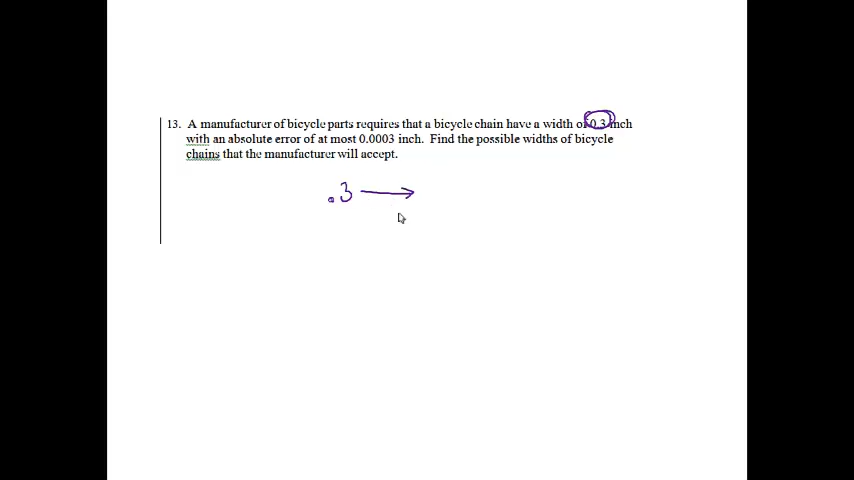 13. A manufacturer of bicycle parts requires that a bicycle chain have a width of 0.3 inch
with an absolute error of at most 0.0003 inch. Find the possible widths of bicycle
chains that the manufacturer will accept.
.3 →